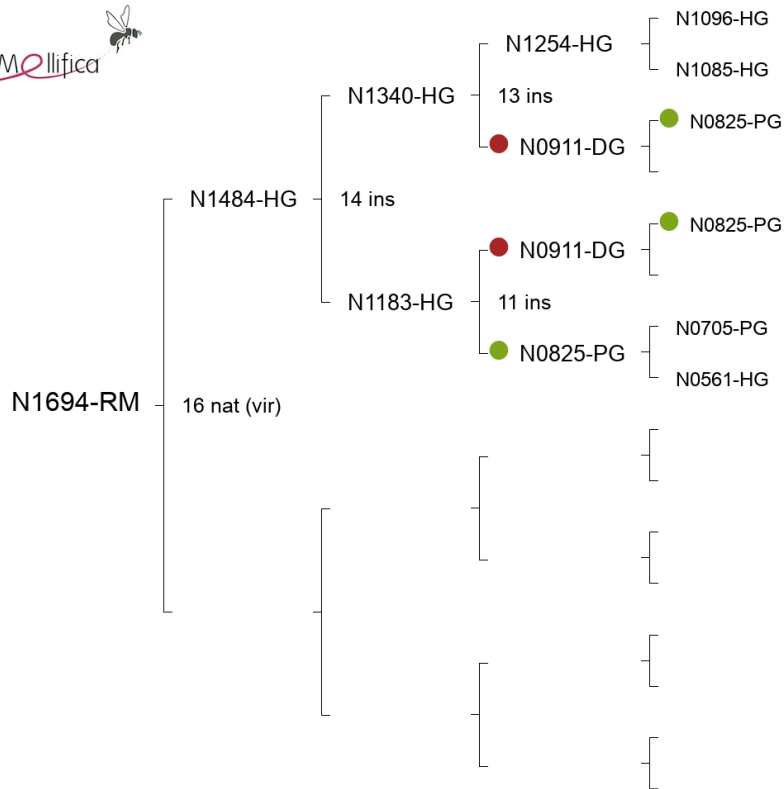 Mellifica
N1096-HG
N1254-HG
N1085-HG
N1340-HG
13 ins
N0825-PG
N0911-DG
N1484-HG
14 ins
N0825-PG
N0911-DG
N1183-HG
11 ins
N0705-PG
N0825-PG
N0561-HG
N1694-RM
16 nat (vir)